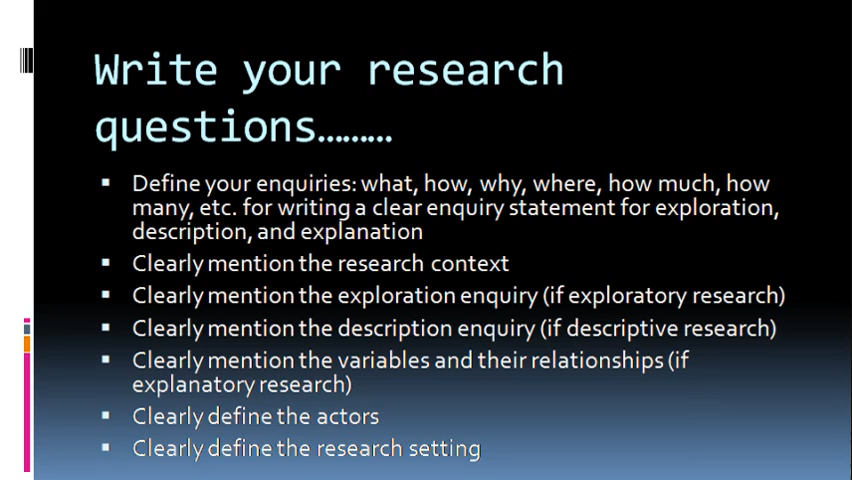 Write your research
questions.........
▪ Define your enquiries: what, how, why, where, how much, how
many, etc. for writing a clear enquiry statement for exploration,
description, and explanation
▪ Clearly mention the research context
▪ Clearly mention the exploration enquiry (if exploratory research)
▪ Clearly mention the description enquiry (if descriptive research)
▪ Clearly mention the variables and their relationships (if
explanatory research)
▪ Clearly define the actors
▪ Clearly define the research setting